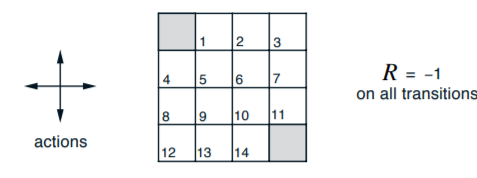 1 2 3
4 5 6 7
8 9 10 11
12 13 14
actions
R = −1
on all transitions